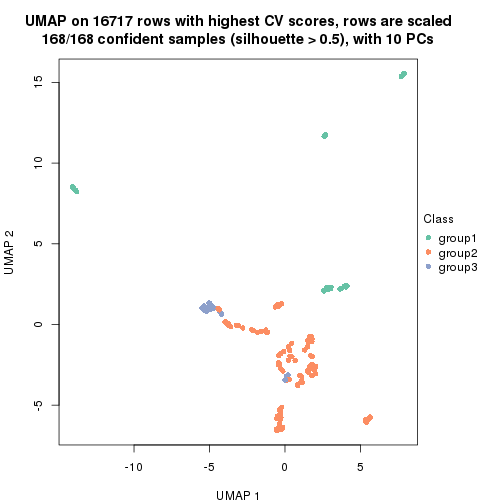 UMAP on 16717 rows with highest CV scores, rows are scaled
168/168 confident samples (silhouette > 0.5), with 10 PCs
15
10
5
0
-5
UMAP 2
-10
-5
0
5
UMAP 1
Class
group1
group2
group3